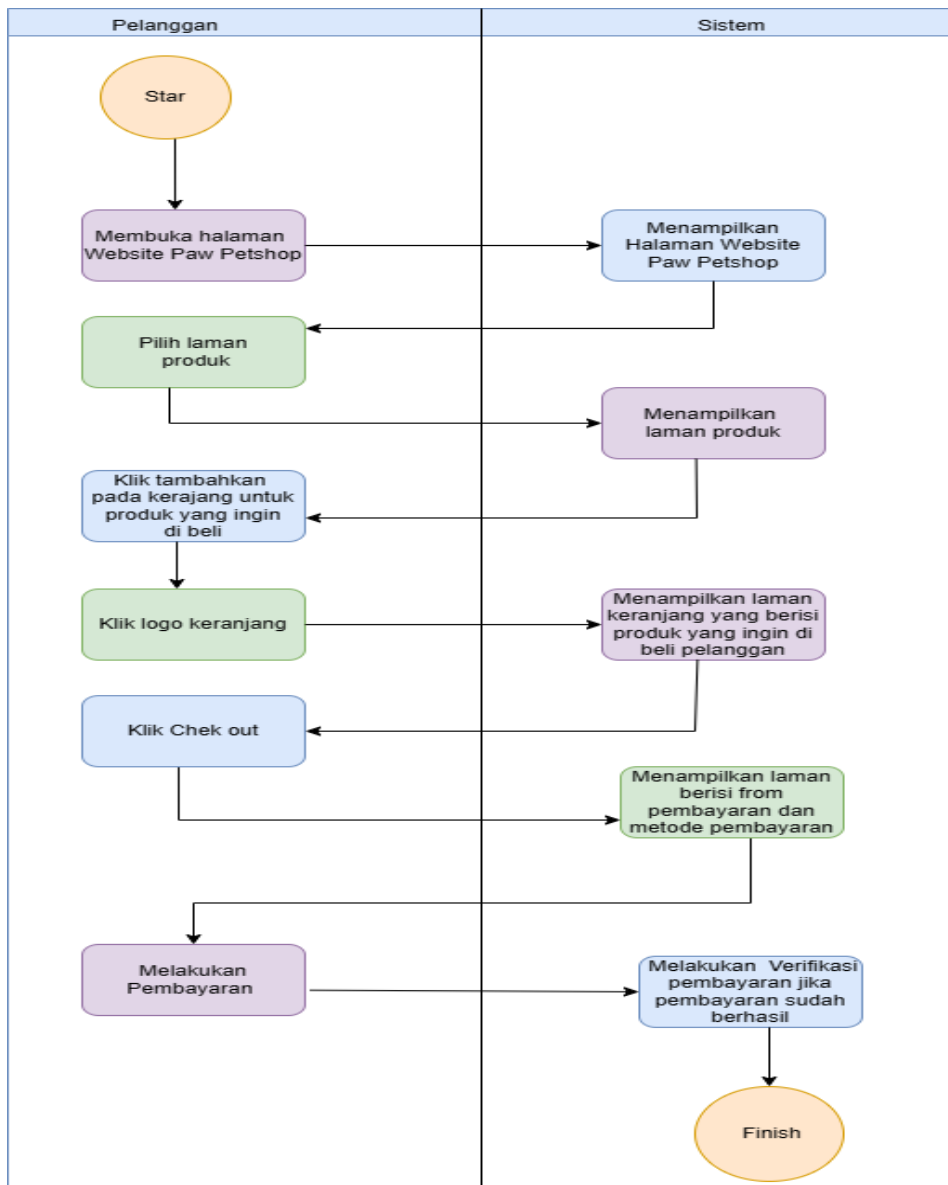 Pelanggan
Sistem
Star
Membuka halaman
Website Paw Petshop
Menampilkan
Halaman Website
Paw Petshop
Pilih laman
produk
Menampilkan
laman produk
Klik tambahkan
pada kerajang untuk
produk yang ingin
di beli
Klik logo keranjang
Menampilkan laman
keranjang yang berisi
produk yang ingin di
beli pelanggan
Klik Chek out
Menampilkan laman
berisi from
pembayaran dan
metode pembayaran
Melakukan
Pembayaran
Melakukan Verifikasi
pembayaran jika
pembayaran sudah
berhasil
Finish